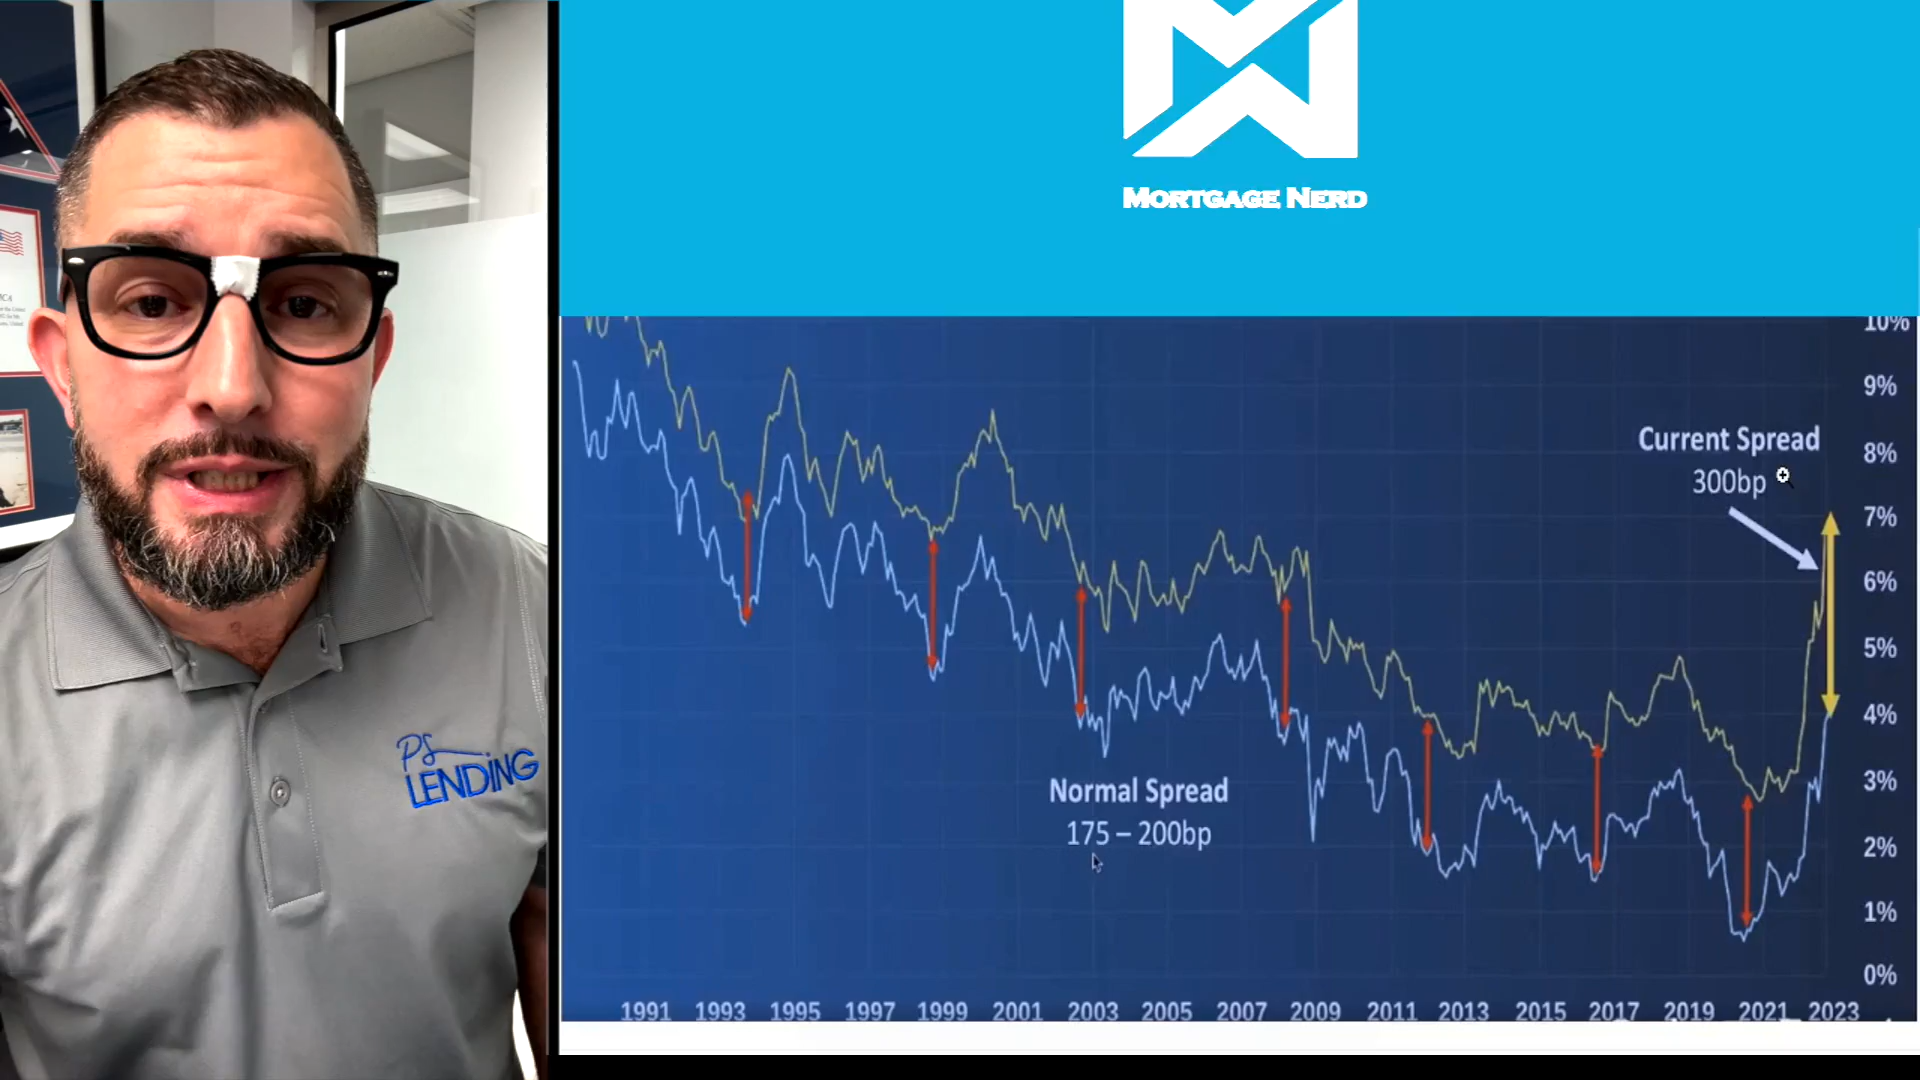 MORTGAGE NERD
10%
9%
Current Spread
300bp
8%
7%
6%
5%
4%
Normal Spread
175 – 200bp
3%
2%
1%
0%
1991 1993 1995 1997 1999 2001 2003 2005 2007 2009 2011 2013 2015 2017 2019 2021 2023
PS
LENDING